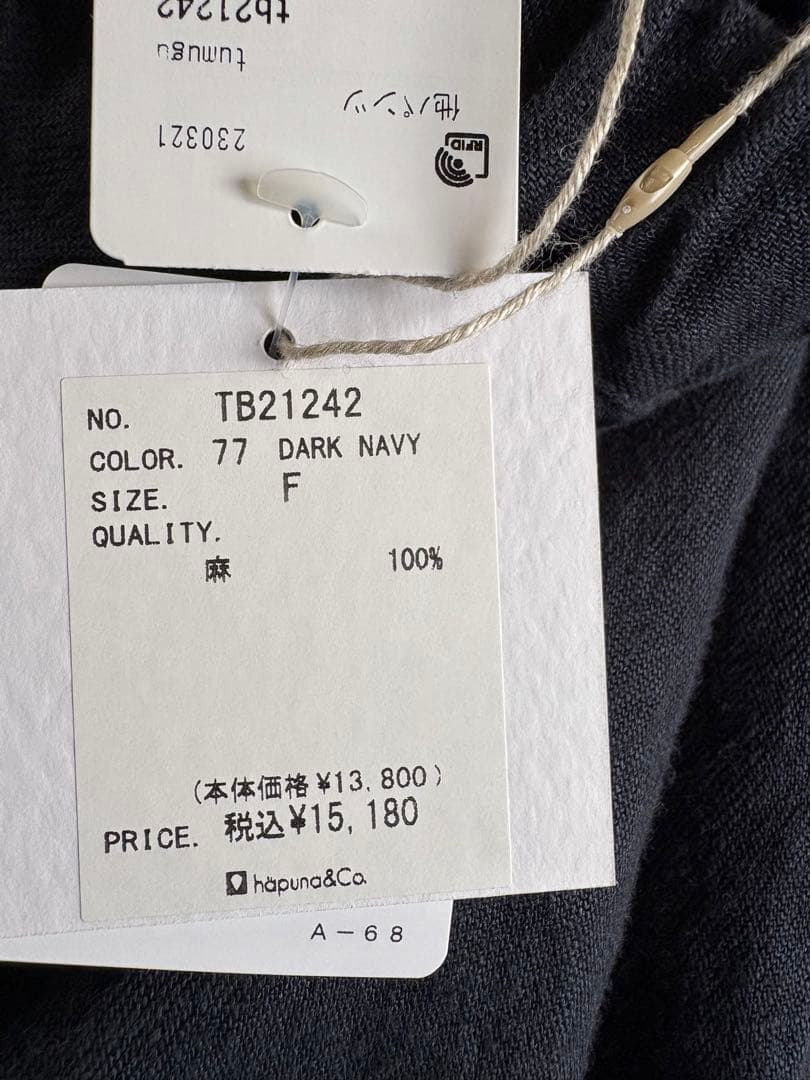 tb21242
tumugu
他パンツ
230321
RFID
NO. TB21242
COLOR. 77 DARK NAVY
SIZE. F
QUALITY.
麻 100%
(本体価格¥13,800)
PRICE. 税込¥15,180
hapuna&Co.
A-68